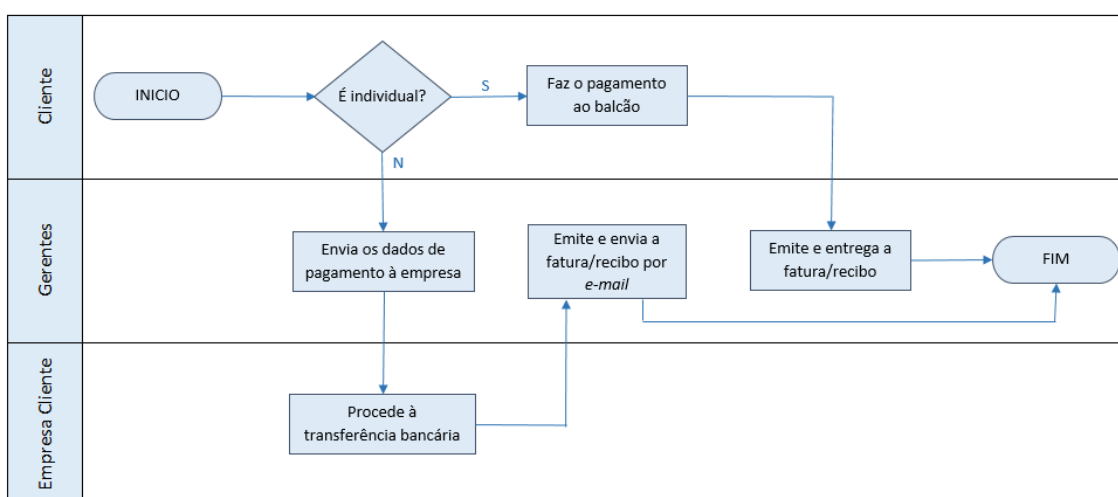 Cliente
INICIO
É individual?
S
Faz o pagamento
ao balcão
N
Gerentes
Envia os dados de
pagamento à empresa
Emite e envia a
fatura/recibo por
e-mail
Emite e entrega a
fatura/recibo
FIM
Empresa Cliente
Procede à
transferência bancária